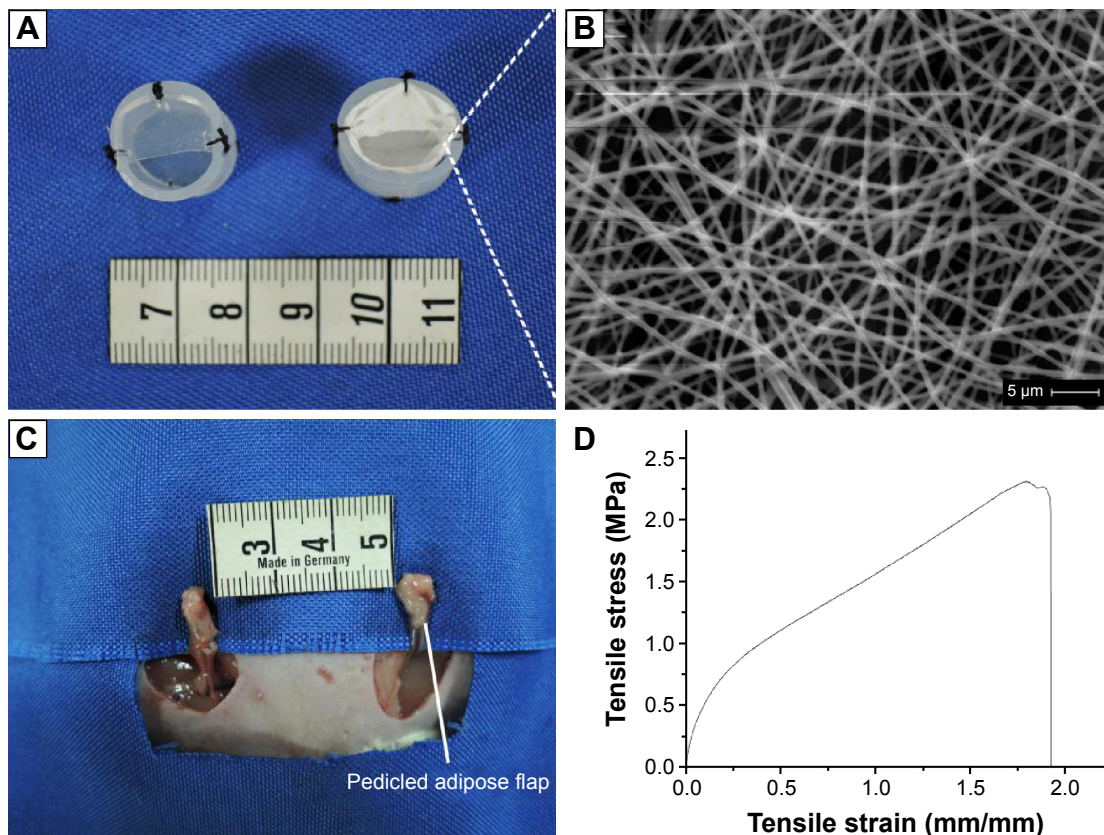 A
7 8 9 10 11
B
5 µm
C
3 4 5
Made in Germany
Pedicled adipose flap
D
Tensile stress (MPa)
2.5
2.0
1.5
1.0
0.5
0.0
0.0 0.5 1.0 1.5 2.0
Tensile strain (mm/mm)